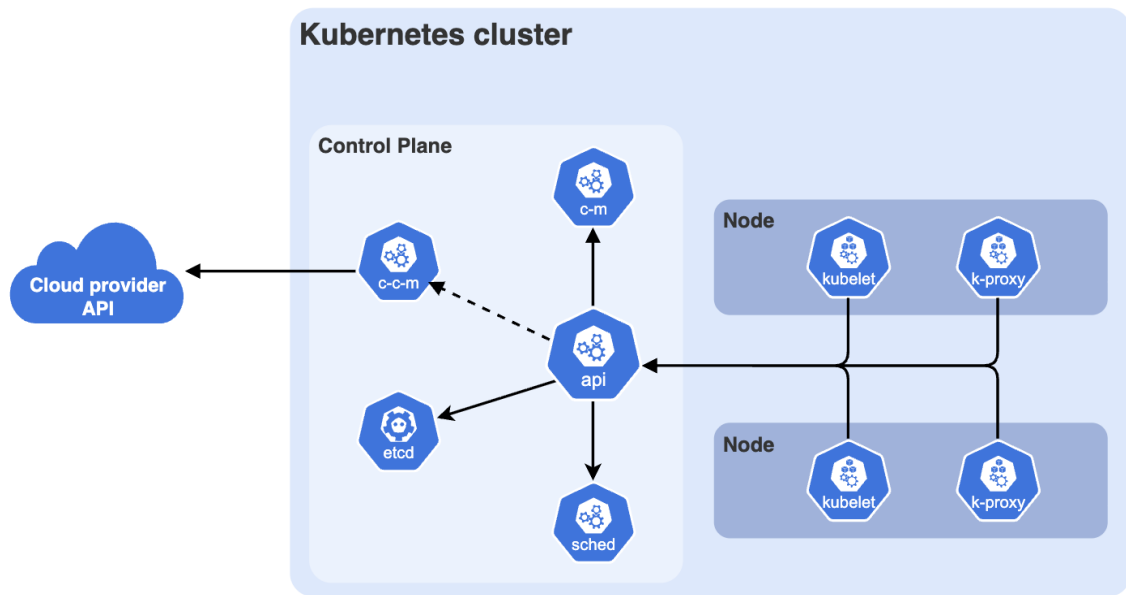 Kubernetes cluster
Control Plane
c-m
c-c-m
Cloud provider
API
api
etcd
sched
Node
kubelet
k-proxy
Node
kubelet
k-proxy